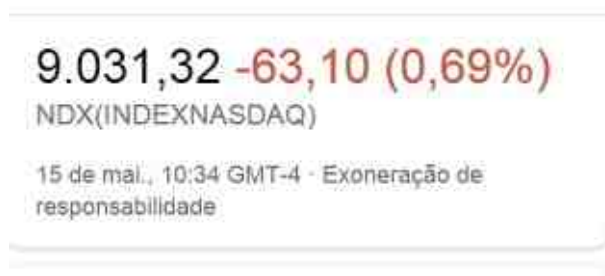 9.031,32 -63,10 (0,69%)
NDX(INDEXNASDAQ)
15 de mai., 10:34 GMT-4 · Exoneração de
responsabilidade